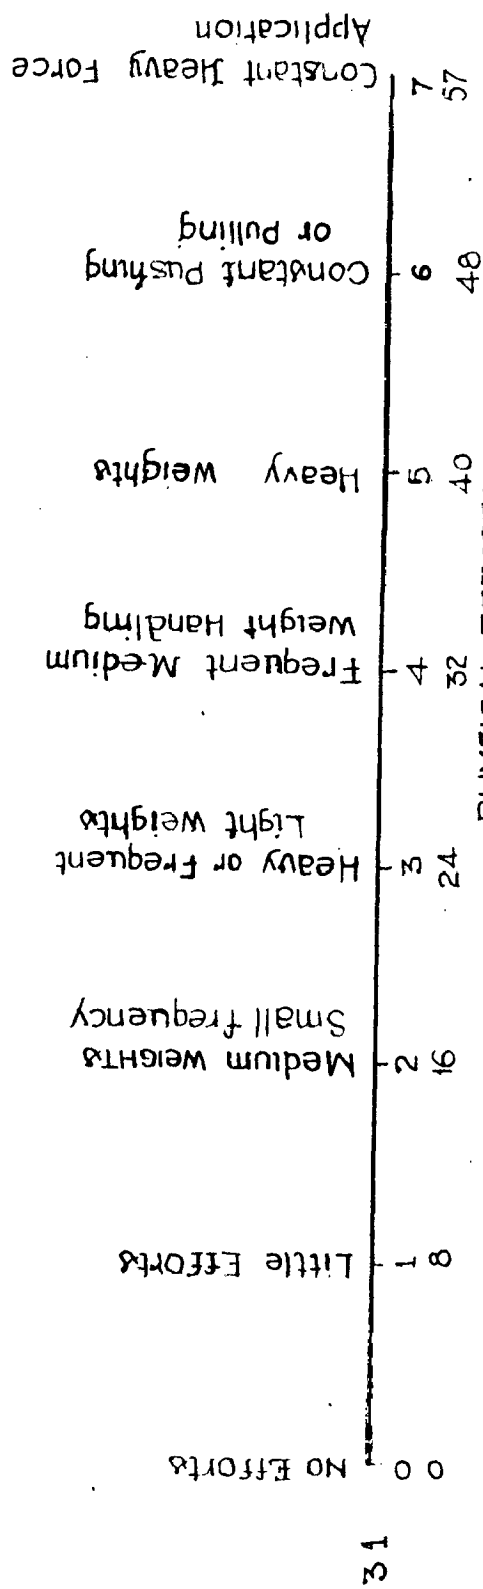 31
No Efforts
0
0
Little Efforts
1
8
Medium WEIGHTS
Small frequency
2
16
Heavy or Frequent
Light Weights
3
24
Frequent Medium
Weight Handling
4
32
Heavy Weights
5
40
Constant Pushing
or Pulling
6
48
Constant Heavy Force
Application
7
57